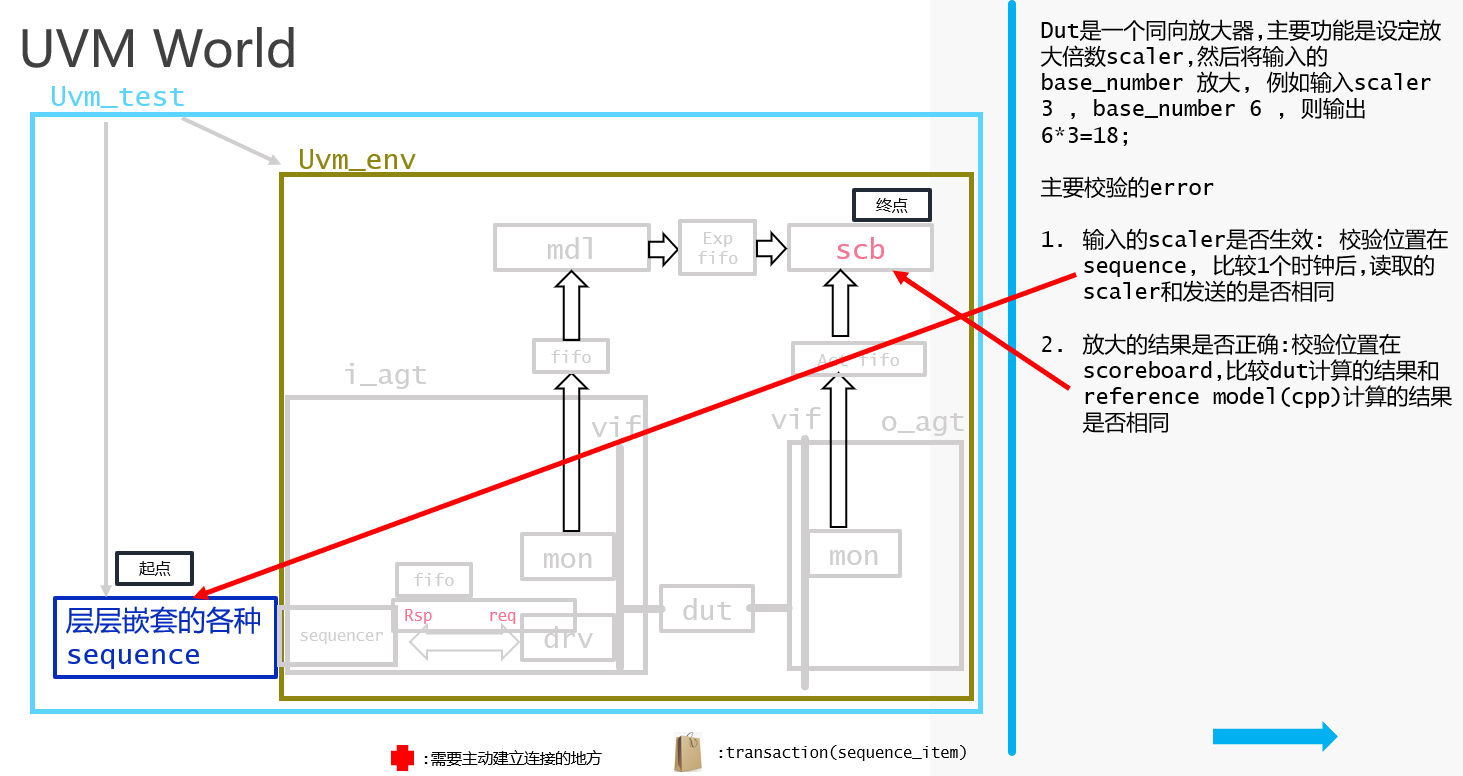 UVM World
Uvm_test
Uvm_env
终点
mdl
Exp
fifo
scb
fifo
Act fifo
i_agt
vif
vif
o_agt
mon
mon
起点
fifo
层层嵌套的各种
sequence
sequencer
Rsp req
drv
dut
:需要主动建立连接的地方
:transaction(sequence_item)
Dut是一个同向放大器,主要功能是设定放
大倍数scaler,然后将输入的
base_number 放大, 例如输入scaler
3 , base_number 6 , 则输出
6*3=18;
主要校验的error
1. 输入的scaler是否生效: 校验位置在
sequence, 比较1个时钟后,读取的
scaler和发送的是否相同
2. 放大的结果是否正确:校验位置在
scoreboard,比较dut计算的结果和
reference model(cpp)计算的结果
是否相同